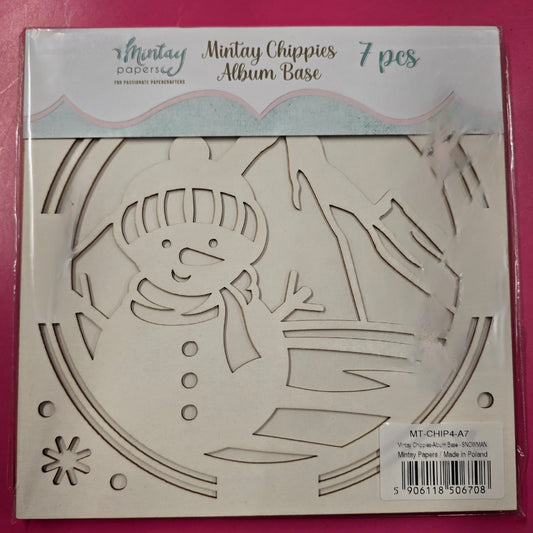 Mintay
papers
FOR PASSIONATE PAPERCRAFTERS
Mintay Chippies
Album Base
7 pcs
MT-CHIP4-A7
Mintay Chippies-Album Base - SNOWMAN
Mintay Papers / Made in Poland
5 906118 506708